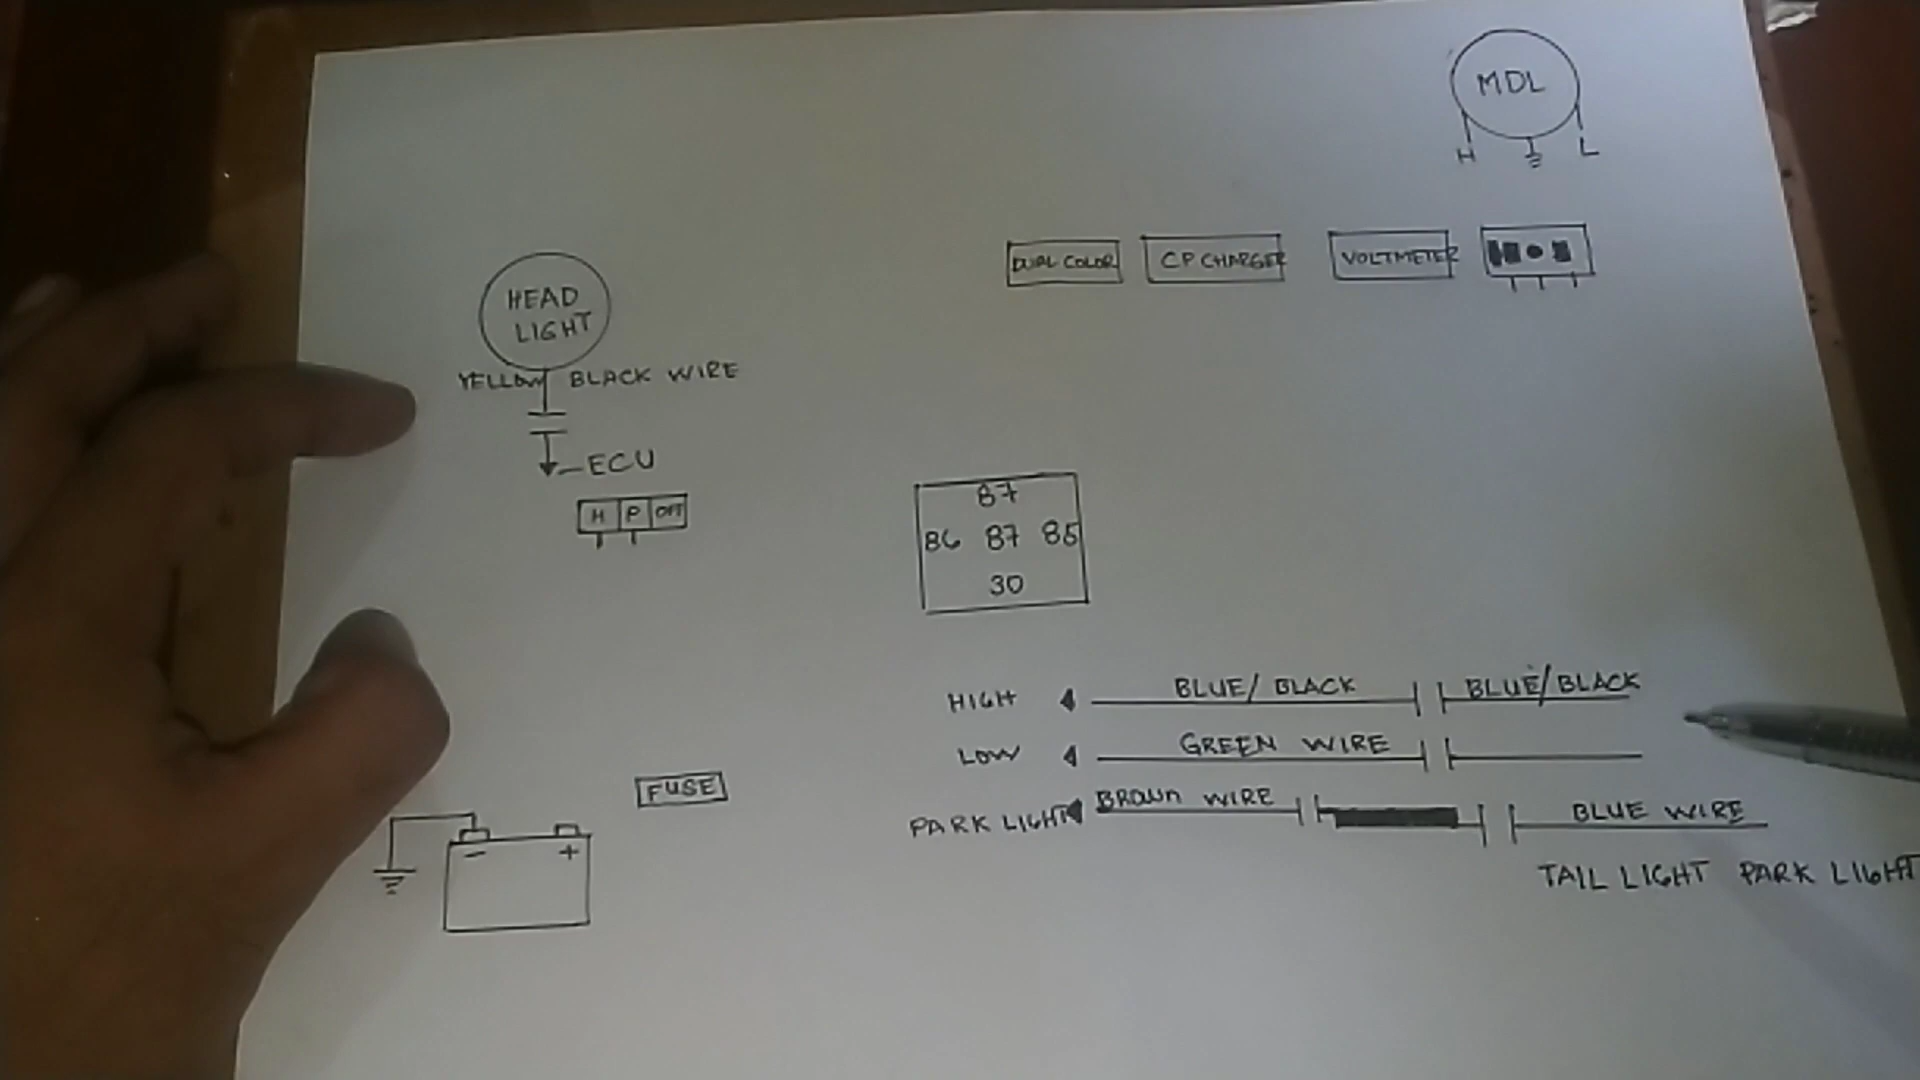 MDL
H L
DUAL COLOR CP CHARGER VOLTMETER
HEAD
LIGHT
YELLOW BLACK WIRE
ECU
H P OFF
87
86 87 85
30
HIGH BLUE/BLACK BLUE/BLACK
LOW GREEN WIRE
PARK LIGHT BROWN WIRE BLUE WIRE
TAIL LIGHT PARK LIGHT
FUSE
- +